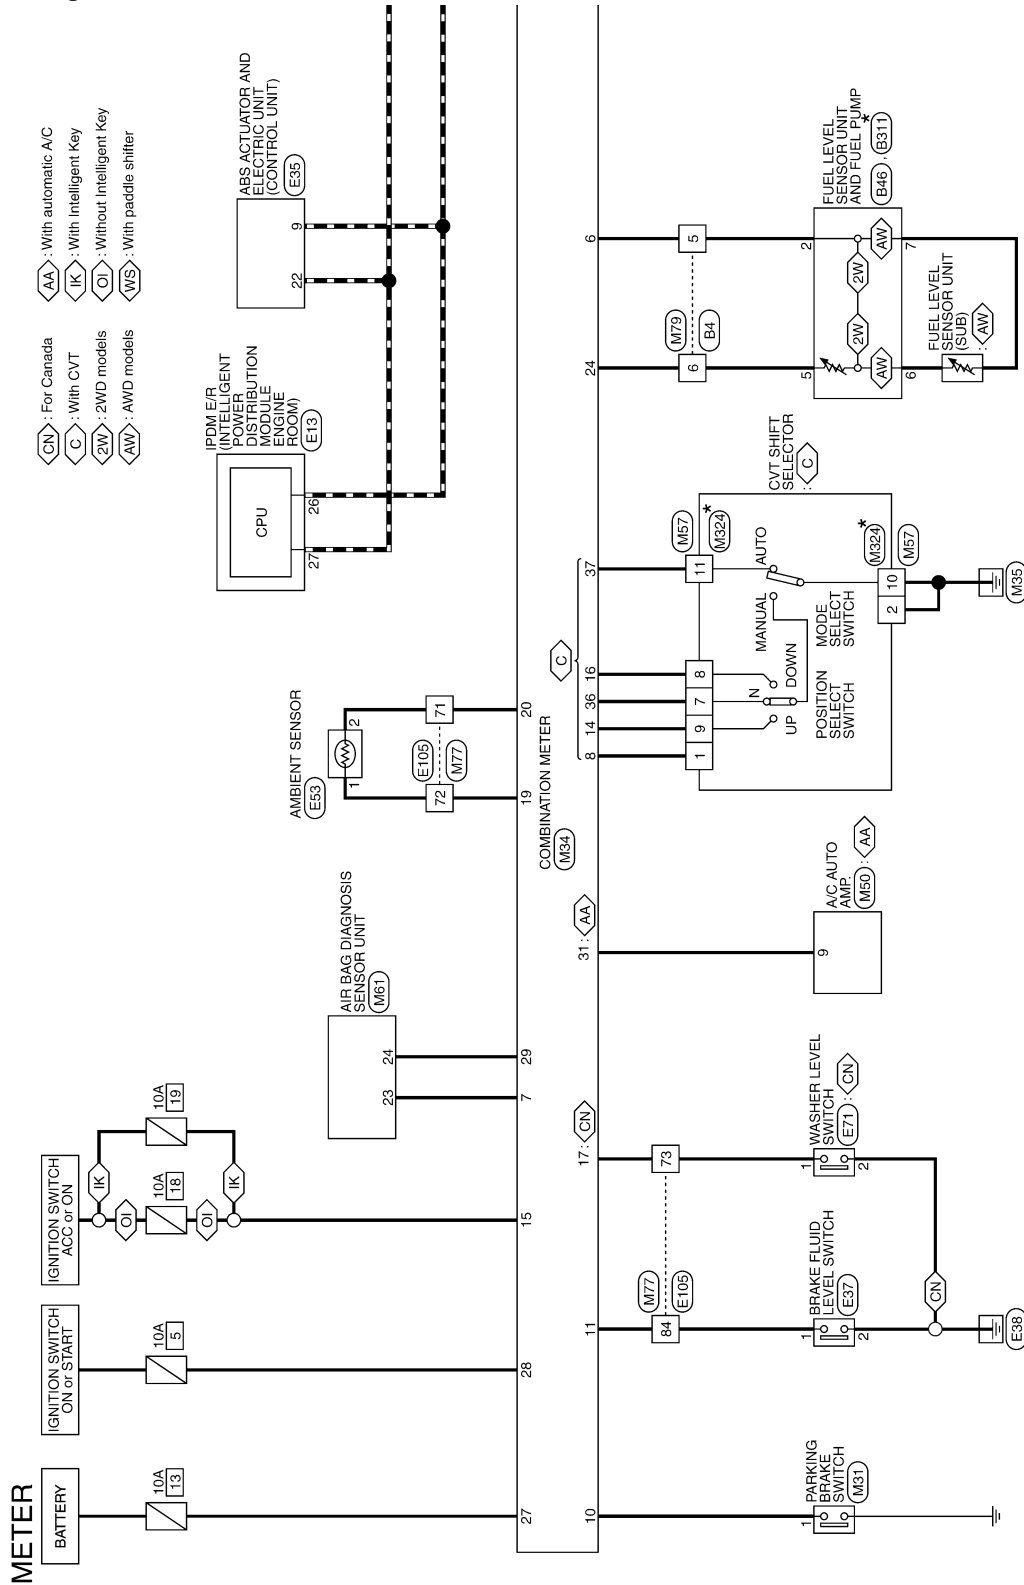 METER
BATTERY
10A
13
27
IGNITION SWITCH
ON or START
10A
5
28
IGNITION SWITCH
ACC or ON
IK
OI
10A
18
10A
19
OI
IK
15
AIR BAG DIAGNOSIS
SENSOR UNIT
M61
23
24
7
29
AMBIENT SENSOR
E53
1
2
72
E105
M77
71
19
20
COMBINATION METER
M34
IPDM E/R
(INTELLIGENT
POWER
DISTRIBUTION
MODULE
ENGINE
ROOM)
E13
CPU
27
26
ABS ACTUATOR AND
ELECTRIC UNIT
(CONTROL UNIT)
E35
22
9
CN : For Canada
C : With CVT
2W : 2WD models
AW : AWD models
AA : With automatic A/C
IK : With Intelligent Key
OI : Without Intelligent Key
WS : With paddle shifter
10
1
PARKING
BRAKE
SWITCH
M31
11
84
M77
E105
73
17 : CN
1
2
BRAKE FLUID
LEVEL SWITCH
E37
1
2
WASHER LEVEL
SWITCH
E71 : CN
CN
E38
31 : AA
9
A/C AUTO
AMP.
M50 : AA
C
8
14
36
16
37
1
9
7
8
11
M57
M324
*
UP
N
DOWN
MANUAL
AUTO
POSITION
SELECT
SWITCH
MODE
SELECT
SWITCH
2
10
M324
*
M57
M35
CVT SHIFT
SELECTOR
: C
24
6
6
M79
B4
5
5
2
2W
2W
AW
AW
6
7
FUEL LEVEL
SENSOR UNIT
AND FUEL PUMP
B46 , B311
*
FUEL LEVEL
SENSOR UNIT
(SUB)
: AW